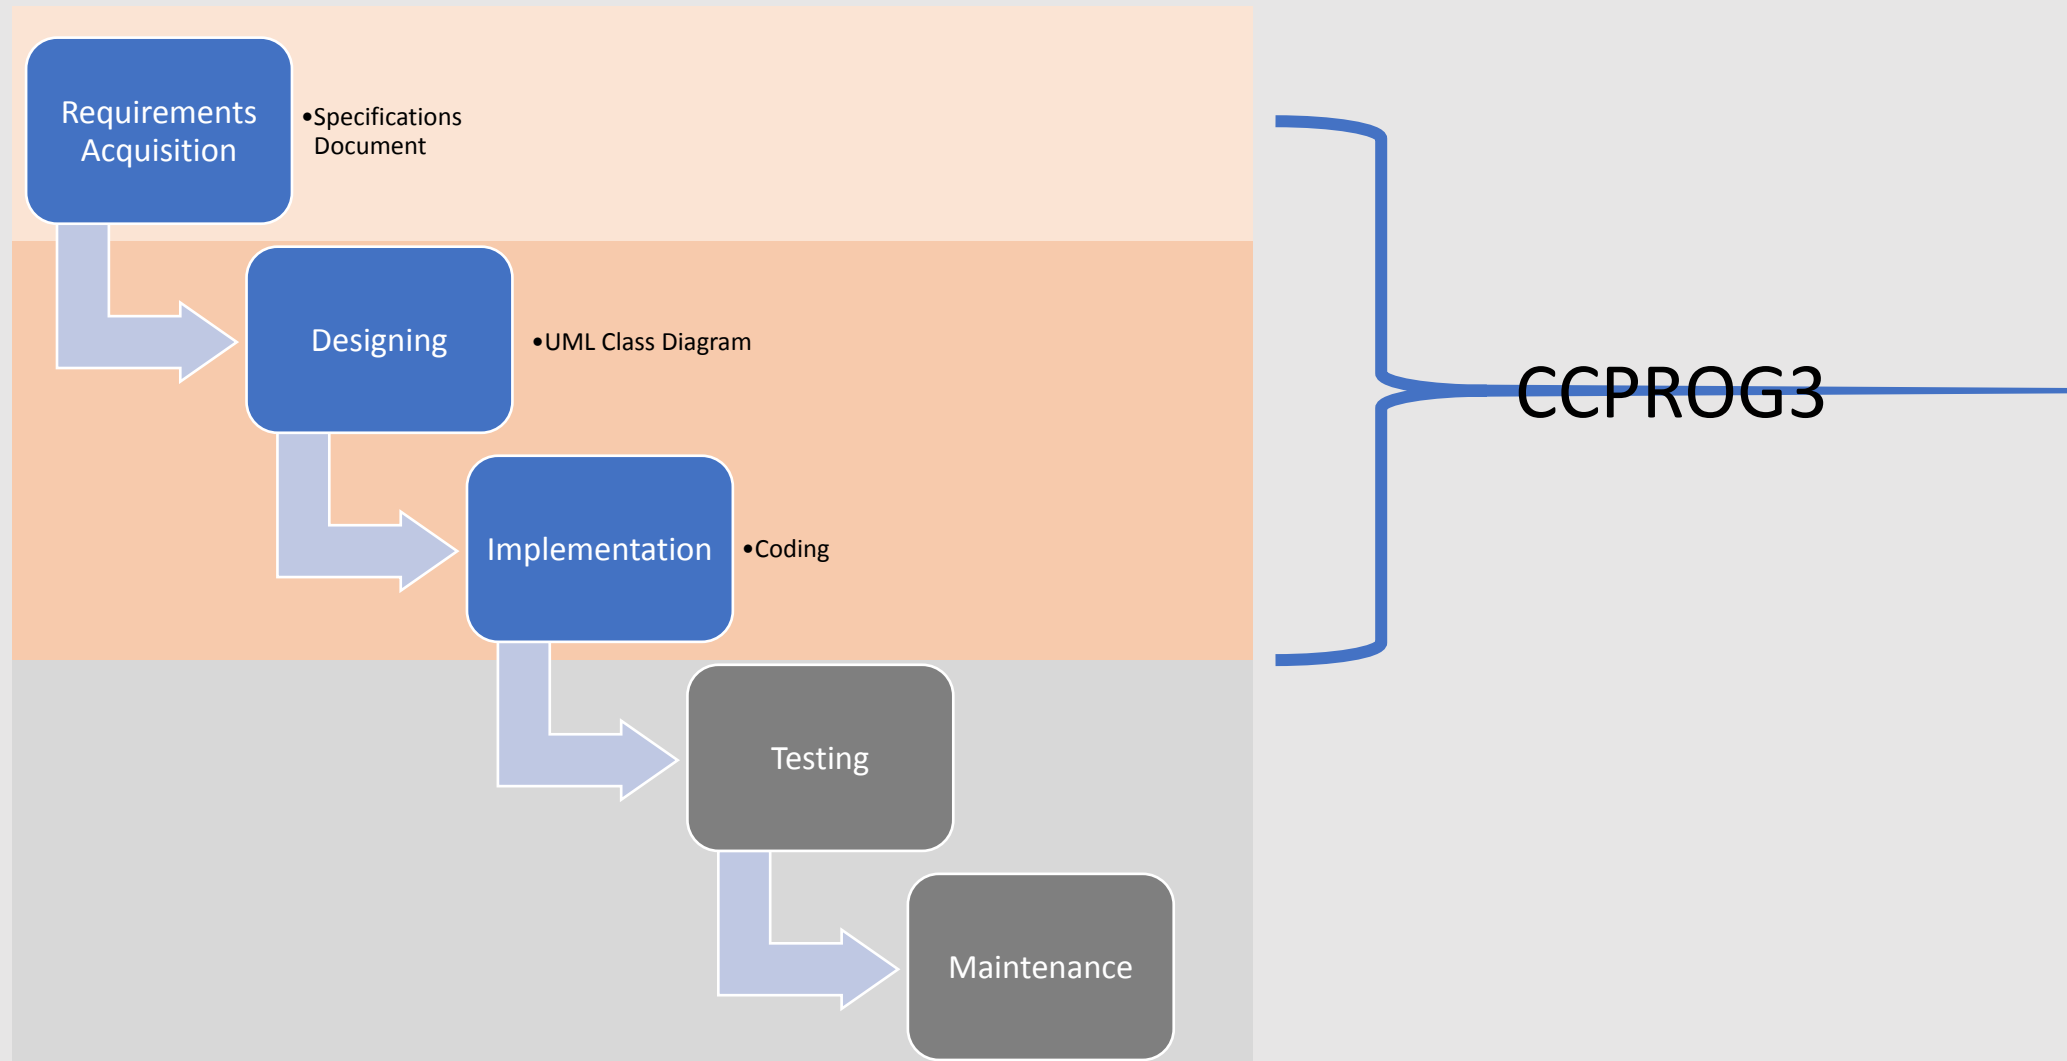 Requirements
Acquisition
•Specifications
Document
Designing
•UML Class Diagram
CCPROG3
Implementation
•Coding
Testing
Maintenance